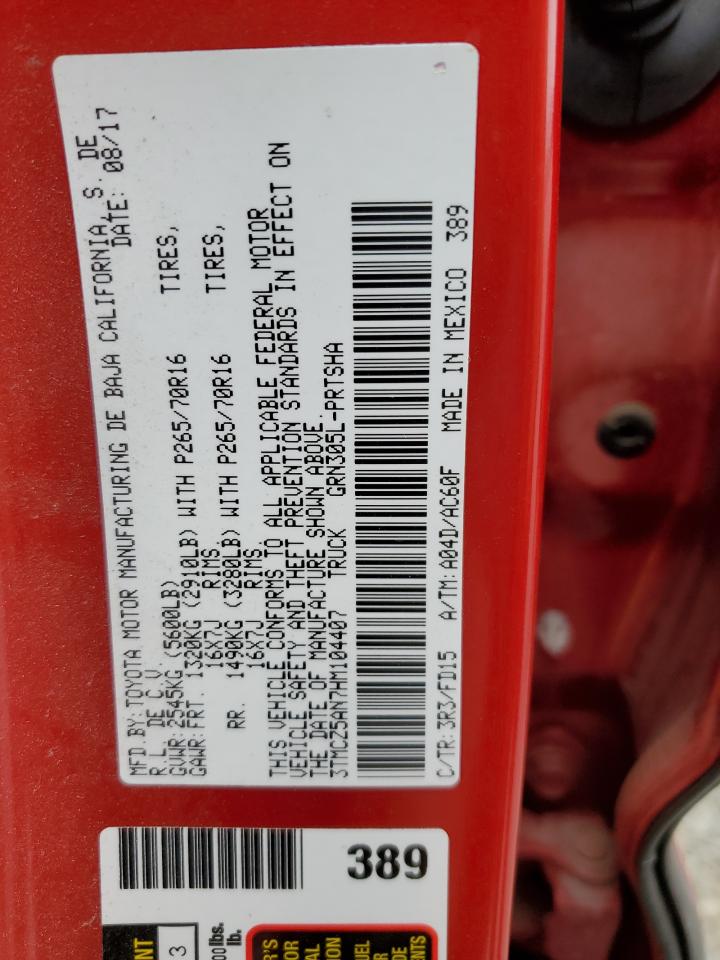 MFD.BY:TOYOTA MOTOR MANUFACTURING DE BAJA CALIFORNIA,S. DE
R.L. DE C.V. DATE: 08/17
GVWR:2545KG (5600LB)
GAWR:FRT. 1320KG (2910LB) WITH P265/70R16 TIRES,
16X7J RIMS,
RR. 1490KG (3280LB) WITH P265/70R16 TIRES,
16X7J RIMS.
THIS VEHICLE CONFORMS TO ALL APPLICABLE FEDERAL MOTOR
VEHICLE SAFETY AND THEFT PREVENTION STANDARDS IN EFFECT ON
THE DATE OF MANUFACTURE SHOWN ABOVE.
3TMCZ5AN7HM104407 TRUCK GRN305L-PRTSHA
C/TR:3R3/FD15 A/TM:A04D/AC60F MADE IN MEXICO 389
389
3
lbs.
lb.